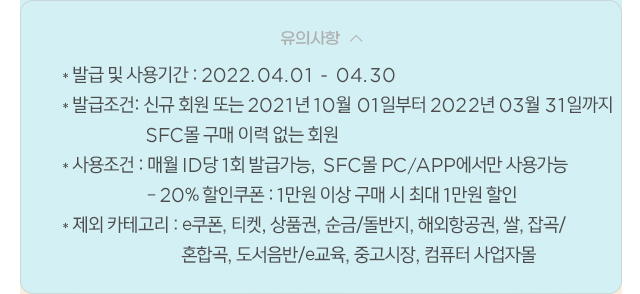 유의사항
* 발급 및 사용기간 : 2022.04.01 - 04.30
* 발급조건: 신규 회원 또는 2021년 10월 01일부터 2022년 03월 31일까지
SFC몰 구매 이력 없는 회원
* 사용조건 : 매월 ID당 1회 발급가능, SFC몰 PC/APP에서만 사용가능
- 20% 할인쿠폰 : 1만원 이상 구매 시 최대 1만원 할인
* 제외 카테고리 : e쿠폰, 티켓, 상품권, 순금/돌반지, 해외항공권, 쌀, 잡곡/
혼합곡, 도서음반/e교육, 중고시장, 컴퓨터 사업자몰